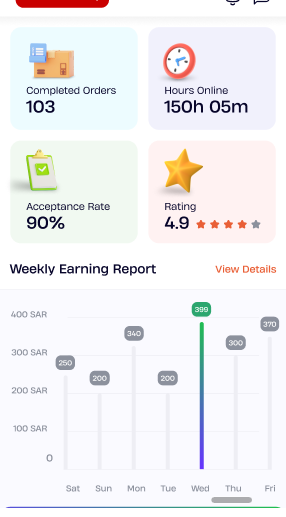 Completed Orders
103
Hours Online
150h 05m
Acceptance Rate
90%
Rating
4.9
Weekly Earning Report
View Details
400 SAR
300 SAR
200 SAR
100 SAR
0
250
200
340
200
399
300
370
Sat Sun Mon Tue Wed Thu Fri